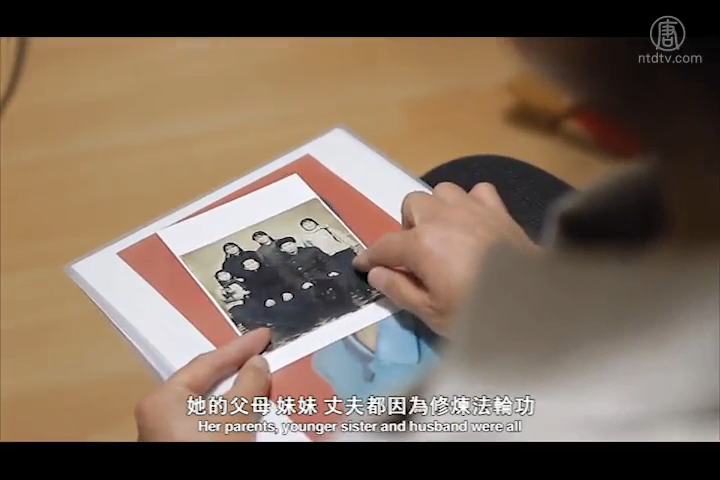 唐
ntdtv.com
她的父母 妹妹 丈夫都因為修煉法輪功
Her parents, younger sister and husband were all